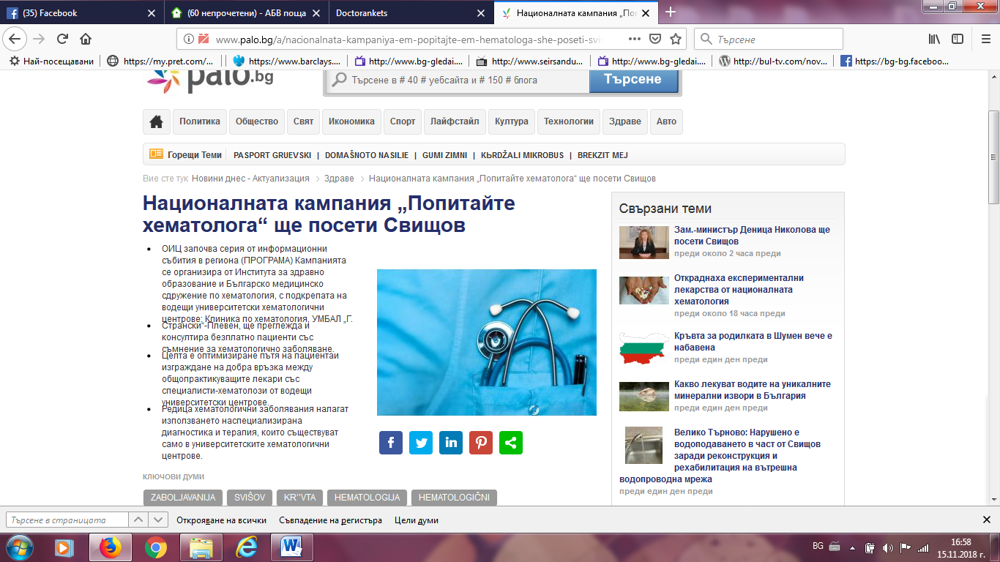 (35) Facebook
(60 непрочетени) - АБВ поща
Doctorankets
Националната кампания „По
www.palo.bg/a/nacionalnata-kampaniya-em-popitajte-em-hematologa-she-poseti-svi
Търсене
Най-посещавани
https://my.pret.com/...
https://www.barclays....
http://www.bg-gledai....
http://www.seirsandu...
http://www.bg-gledai....
http://bul-tv.com/nov...
https://bg-bg.faceboo...
palo.bg
Търсене в # 40 # уебсайта и # 150 # блога
Търсене
Политика
Общество
Свят
Икономика
Спорт
Лайфстайл
Култура
Технологии
Здраве
Авто
Горещи Теми
PASPORT GRUEVSKI | DOMAŠNOTO NASILIE | GUMI ZIMNI | KЬRDŽALI MIKROBUS | BREKZIT MEJ
Вие сте тук Новини днес - Актуализация > Здраве > Националната кампания „Попитайте хематолога“ ще посети Свищов
Националната кампания „Попитайте
хематолога“ ще посети Свищов
ОИЦ започва серия от информационни
събития в региона (ПРОГРАМА) Кампанията
се организира от Института за здравно
образование и Българско медицинско
сдружение по хематология, с подкрепата на
водещи университетски хематологични
центрове: Клиника по хематология, УМБАЛ „Г.
Странски“-Плевен, ще преглежда и
консултира безплатно пациенти със
съмнение за хематологично заболяване.
Целта е оптимизиране пътя на пациентаи
изграждане на добра връзка между
общопрактикуващите лекари със
специалисти-хематолози от водещи
университетски центрове.
Редица хематологични заболявания налагат
използването наспециализирана
диагностика и терапия, които съществуват
само в университетските хематологични
центрове.
КЛЮЧОВИ ДУМИ
ZABOLJAVANIJA
SVIŠOV
KR''VTA
HEMATOLOGIJA
HEMATOLOGIČNI
Свързани теми
Зам.-министър Деница Николова ще
посети Свищов
преди около 2 часа преди
Откраднаха експериментални
лекарства от националната
хематология
преди около 18 часа преди
Кръвта за родилката в Шумен вече е
набавена
преди един ден преди
Какво лекуват водите на уникалните
минерални извори в България
преди един ден преди
Велико Търново: Нарушено е
водоподаването в част от Свищов
заради реконструкция и
рехабилитация на вътрешна
водопроводна мрежа
преди един ден преди
Търсене в страницата
Открояване на всички
Съвпадение на регистъра
Цели думи
BG
16:58
15.11.2018 г.